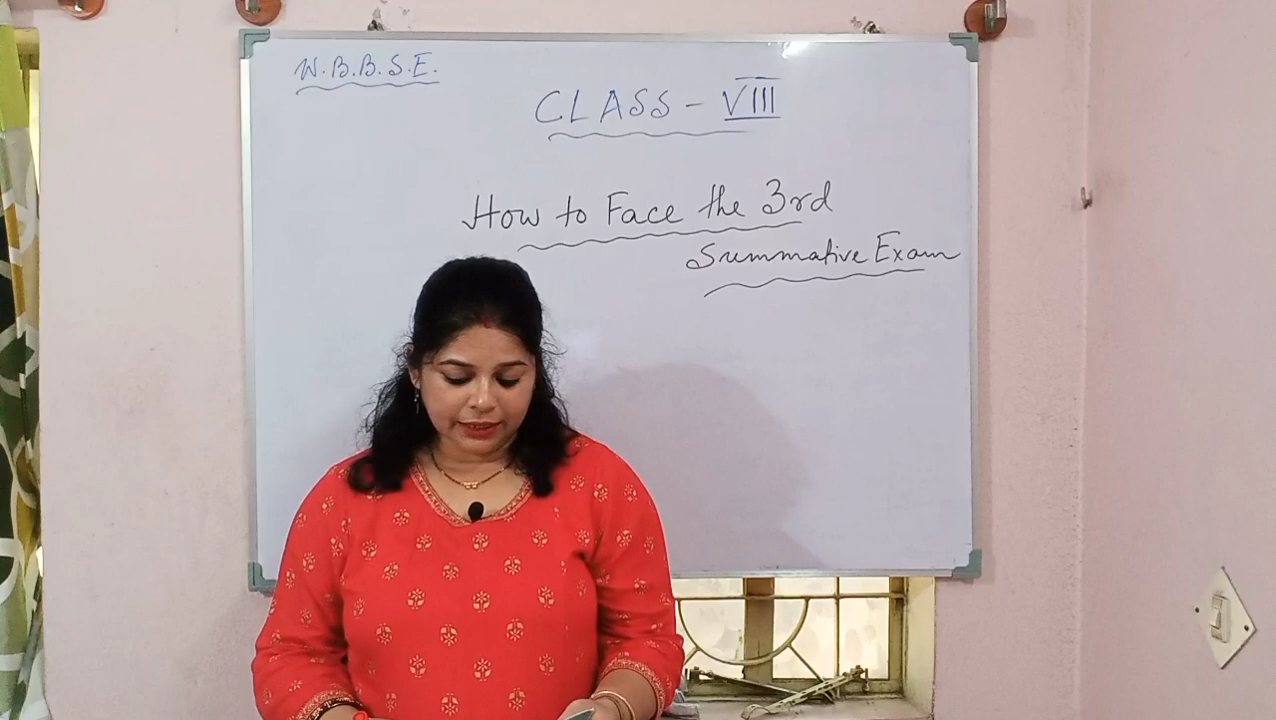 W.B.B.S.E.
CLASS - VIII
How to Face the 3rd
Summative Exam